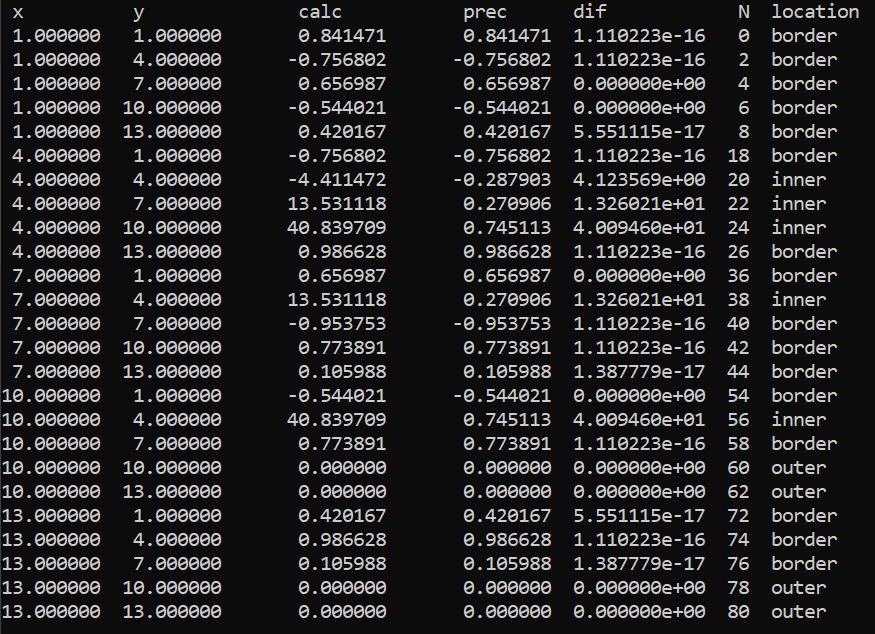 x y calc prec dif N location
1.000000 1.000000 0.841471 0.841471 1.110223e-16 0 border
1.000000 4.000000 -0.756802 -0.756802 1.110223e-16 2 border
1.000000 7.000000 0.656987 0.656987 0.000000e+00 4 border
1.000000 10.000000 -0.544021 -0.544021 0.000000e+00 6 border
1.000000 13.000000 0.420167 0.420167 5.551115e-17 8 border
4.000000 1.000000 -0.756802 -0.756802 1.110223e-16 18 border
4.000000 4.000000 -4.411472 -0.287903 4.123569e+00 20 inner
4.000000 7.000000 13.531118 0.270906 1.326021e+01 22 inner
4.000000 10.000000 40.839709 0.745113 4.009460e+01 24 inner
4.000000 13.000000 0.986628 0.986628 1.110223e-16 26 border
7.000000 1.000000 0.656987 0.656987 0.000000e+00 36 border
7.000000 4.000000 13.531118 0.270906 1.326021e+01 38 inner
7.000000 7.000000 -0.953753 -0.953753 1.110223e-16 40 border
7.000000 10.000000 0.773891 0.773891 1.110223e-16 42 border
7.000000 13.000000 0.105988 0.105988 1.387779e-17 44 border
10.000000 1.000000 -0.544021 -0.544021 0.000000e+00 54 border
10.000000 4.000000 40.839709 0.745113 4.009460e+01 56 inner
10.000000 7.000000 0.773891 0.773891 1.110223e-16 58 border
10.000000 10.000000 0.000000 0.000000 0.000000e+00 60 outer
10.000000 13.000000 0.000000 0.000000 0.000000e+00 62 outer
13.000000 1.000000 0.420167 0.420167 5.551115e-17 72 border
13.000000 4.000000 0.986628 0.986628 1.110223e-16 74 border
13.000000 7.000000 0.105988 0.105988 1.387779e-17 76 border
13.000000 10.000000 0.000000 0.000000 0.000000e+00 78 outer
13.000000 13.000000 0.000000 0.000000 0.000000e+00 80 outer